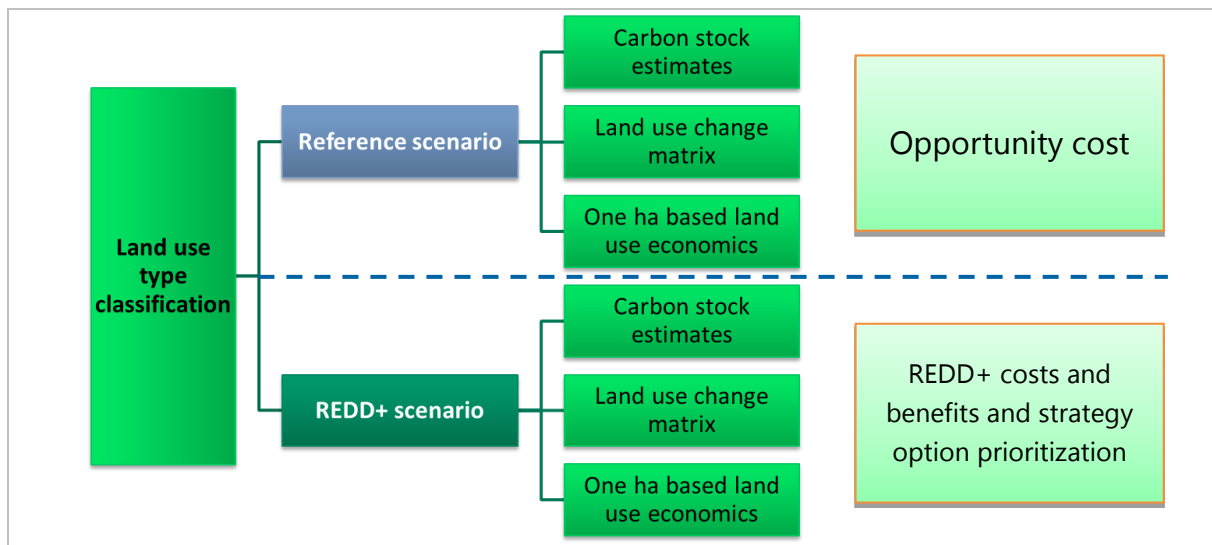 Land use
type
classification
Reference scenario
Carbon stock
estimates
Land use change
matrix
One ha based land
use economics
Opportunity cost
REDD+ scenario
Carbon stock
estimates
Land use change
matrix
One ha based land
use economics
REDD+ costs and
benefits and strategy
option prioritization